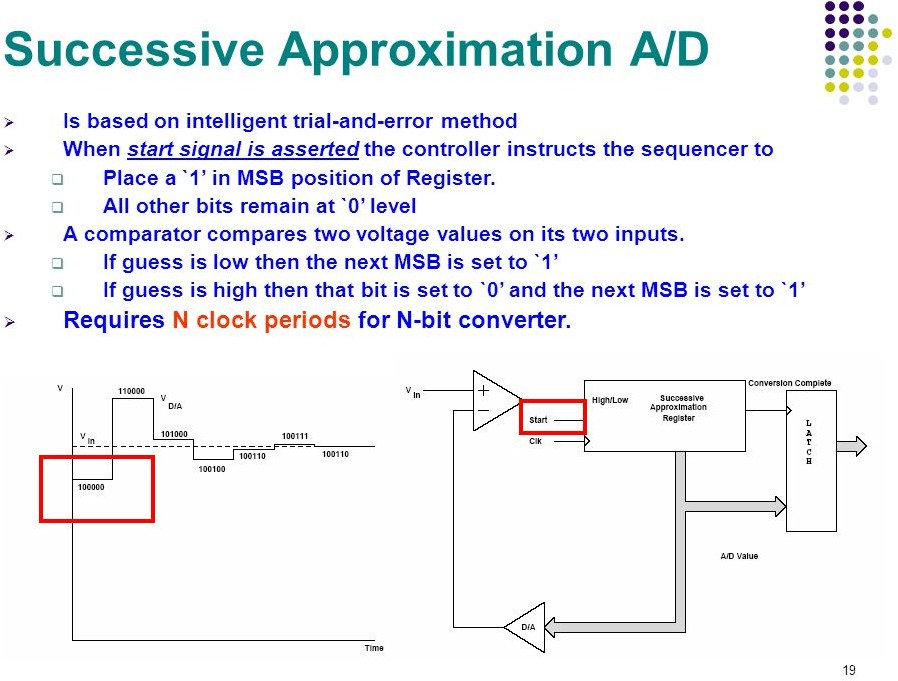 Successive Approximation A/D
Is based on intelligent trial-and-error method
When start signal is asserted the controller instructs the sequencer to
Place a `1’ in MSB position of Register.
All other bits remain at `0’ level
A comparator compares two voltage values on its two inputs.
If guess is low then the next MSB is set to `1’
If guess is high then that bit is set to `0’ and the next MSB is set to `1’
Requires N clock periods for N-bit converter.
V
110000
V D/A
V in
101000
100111
100110
100110
100100
100000
Time
V in
+
−
High/Low
Start
Clk
Successive
Approximation
Register
Conversion Complete
L
A
T
C
H
A/D Value
D/A
19